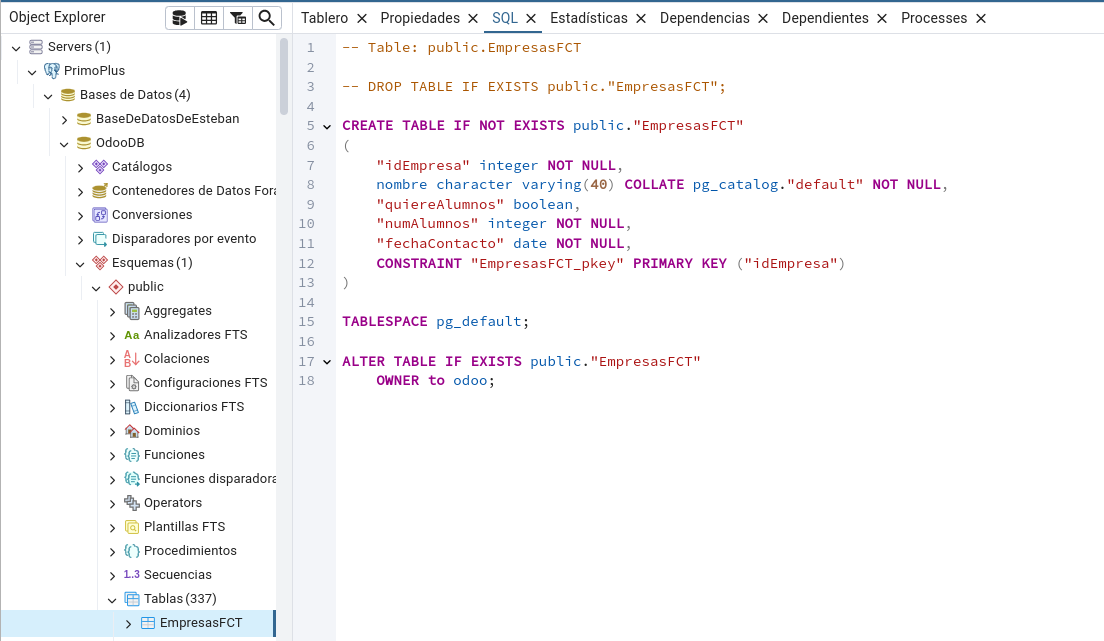 Object Explorer
Tablero
Propiedades
SQL
Estadísticas
Dependencias
Dependientes
Processes
Servers (1)
PrimoPlus
Bases de Datos (4)
BaseDeDatosDeEsteban
OdooDB
Catálogos
Contenedores de Datos Fora
Conversiones
Disparadores por evento
Esquemas (1)
public
Aggregates
Aa Analizadores FTS
Colaciones
Configuraciones FTS
Diccionarios FTS
Dominios
Funciones
Funciones disparadora
Operators
Plantillas FTS
Procedimientos
1..3 Secuencias
Tablas (337)
EmpresasFCT
1 -- Table: public.EmpresasFCT
2
3 -- DROP TABLE IF EXISTS public."EmpresasFCT";
4
5 CREATE TABLE IF NOT EXISTS public."EmpresasFCT"
6 (
7 "idEmpresa" integer NOT NULL,
8 nombre character varying(40) COLLATE pg_catalog."default" NOT NULL,
9 "quiereAlumnos" boolean,
10 "numAlumnos" integer NOT NULL,
11 "fechaContacto" date NOT NULL,
12 CONSTRAINT "EmpresasFCT_pkey" PRIMARY KEY ("idEmpresa")
13 )
14
15 TABLESPACE pg_default;
16
17 ALTER TABLE IF EXISTS public."EmpresasFCT"
18 OWNER to odoo;